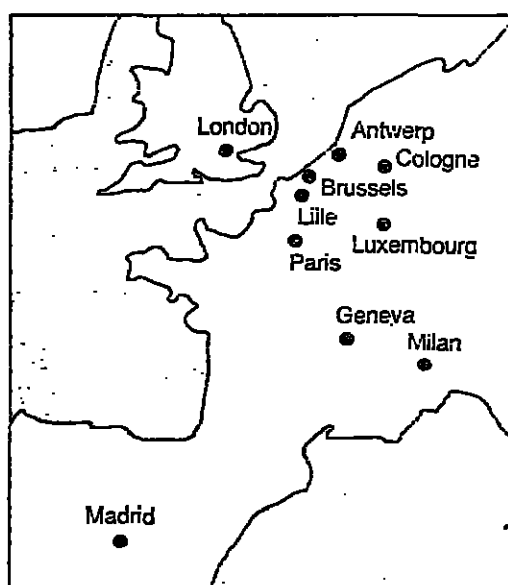 London
Antwerp
Cologne
Brussels
Lille
Luxembourg
Paris
Geneva
Milan
Madrid